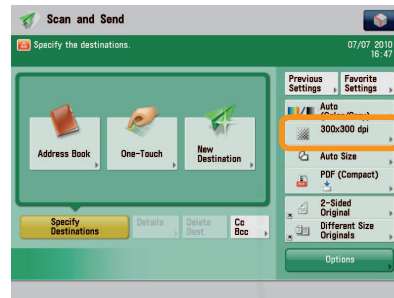 Scan and Send
Specify the destinations.
07/07 2010
16:47
Previous
Settings
Favorite
Settings
Auto
(Color/Gray)
300x300 dpi
Address Book
One-Touch
New
Destination
Auto Size
PDF (Compact)
2-Sided
Original
Different Size
Originals
Specify
Destinations
Details
Delete
Dest.
Cc
Bcc
Options